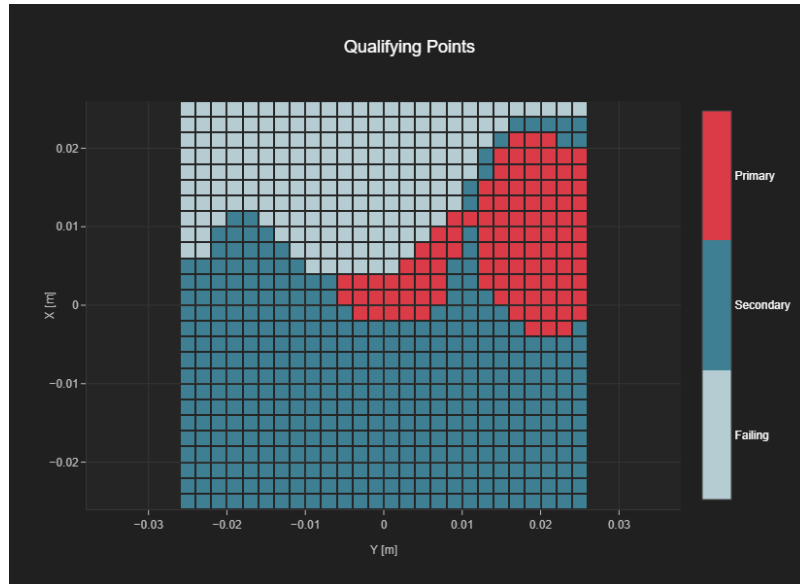 Qualifying Points
0.02
0.01
0
−0.01
−0.02
X [m]
−0.03
−0.02
−0.01
0
0.01
0.02
0.03
Y [m]
Primary
Secondary
Failing